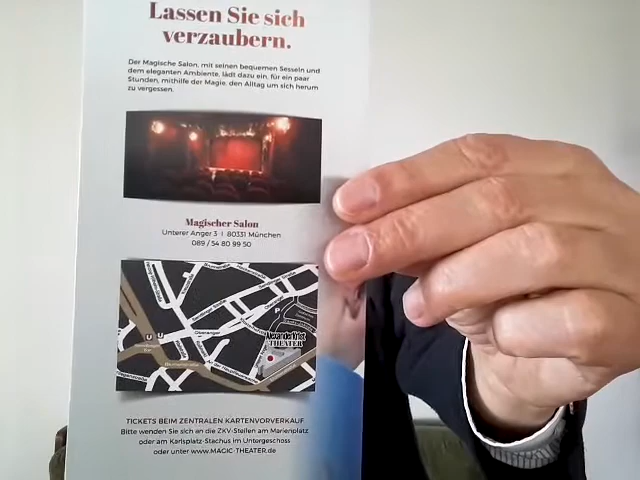 Lassen Sie sich
verzaubern.
Der Magische Salon, mit seinen bequemen Sesseln und
dem eleganten Ambiente, lädt dazu ein, für ein paar
Stunden, mithilfe der Magie, den Alltag um sich herum
zu vergessen.
Magischer Salon
Unterer Anger 3 | 80331 München
089 / 54 80 99 50
P
Oberanger
U U
Blumenstraße
THEATER
TICKETS BEIM ZENTRALEN KARTENVORVERKAUF
Bitte wenden Sie sich an die ZKV-Stellen am Marienplatz
oder am Karlsplatz-Stachus im Untergeschoss
oder unter www.MAGIC-THEATER.de